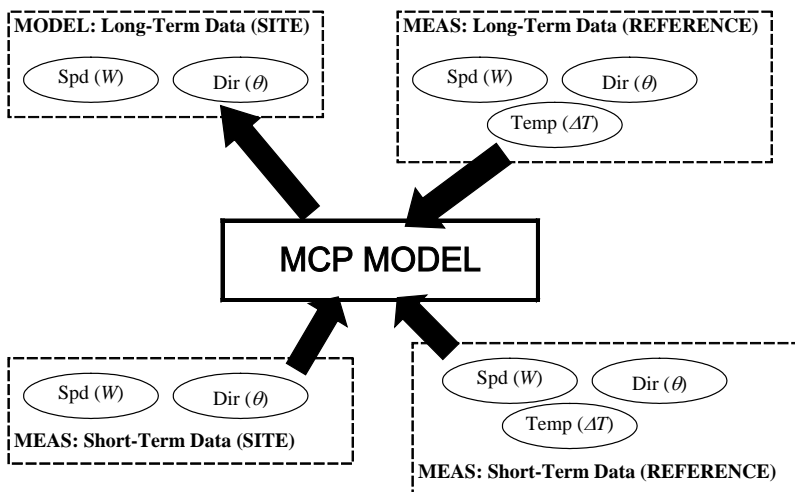 MODEL: Long-Term Data (SITE)
Spd (W)
Dir (θ)
MEAS: Long-Term Data (REFERENCE)
Spd (W)
Dir (θ)
Temp (ΔT)
MCP MODEL
Spd (W)
Dir (θ)
MEAS: Short-Term Data (SITE)
Spd (W)
Dir (θ)
Temp (ΔT)
MEAS: Short-Term Data (REFERENCE)